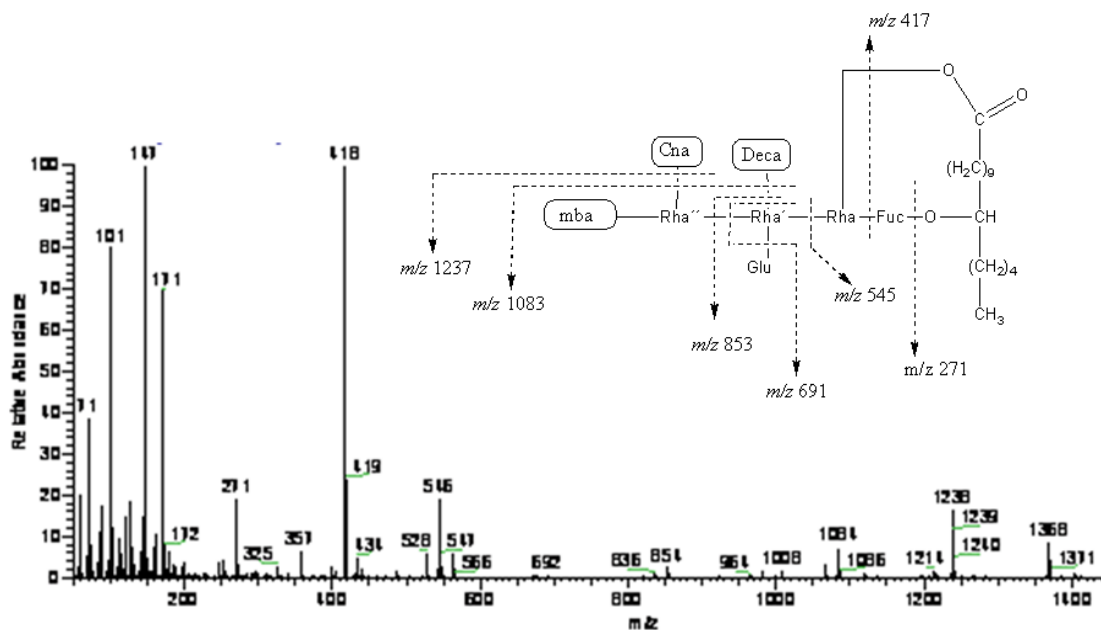 m/z 417
O
O
Cna
Deca
(H₂C)₉
mba
Rha´´
Rha´
Rha
Fuc
O
CH
Glu
(CH₂)₄
CH₃
m/z 1237
m/z 1083
m/z 853
m/z 545
m/z 691
m/z 271
Relative Abundance
100
90
80
70
60
50
40
30
20
10
0
71
101
147
171
172
271
325
357
418
419
434
528
546
547
566
692
836
854
964
1008
1084
1086
1214
1238
1239
1240
1368
1371
200
400
600
800
1000
1200
1400
m/z